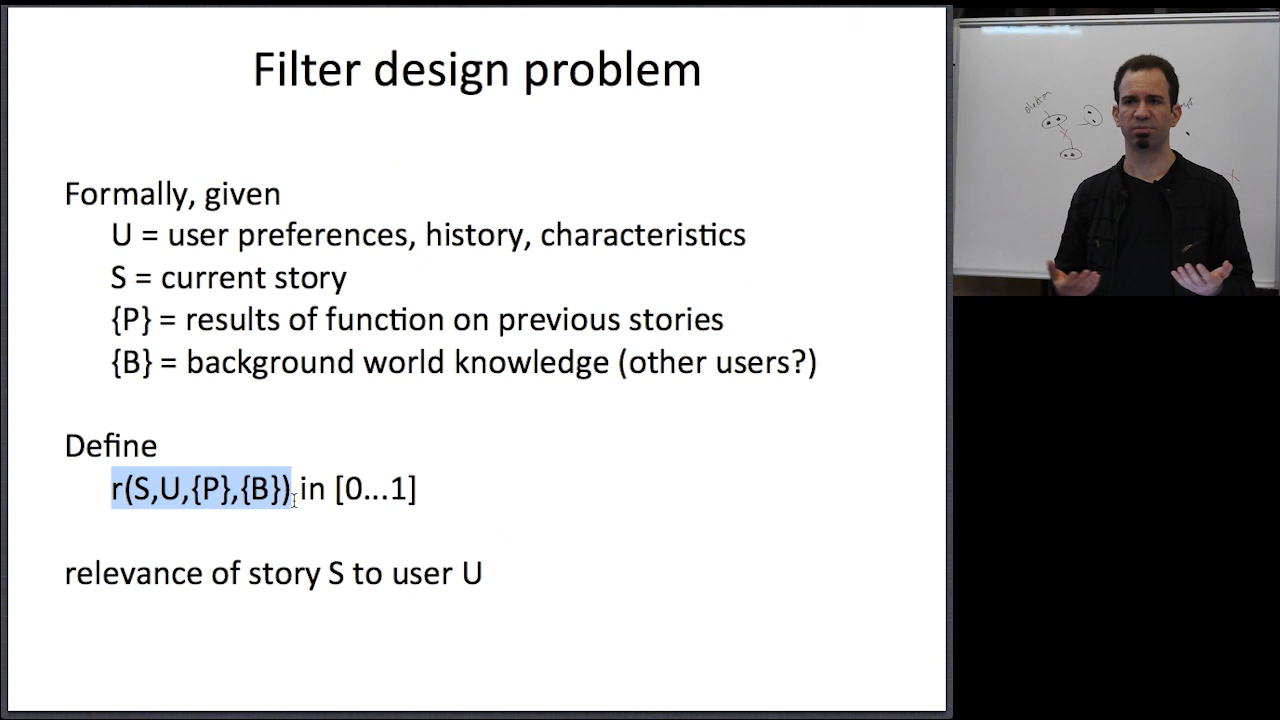 Filter design problem
Formally, given
U = user preferences, history, characteristics
S = current story
{P} = results of function on previous stories
{B} = background world knowledge (other users?)
Define
r(S,U,{P},{B}) in [0...1]
relevance of story S to user U